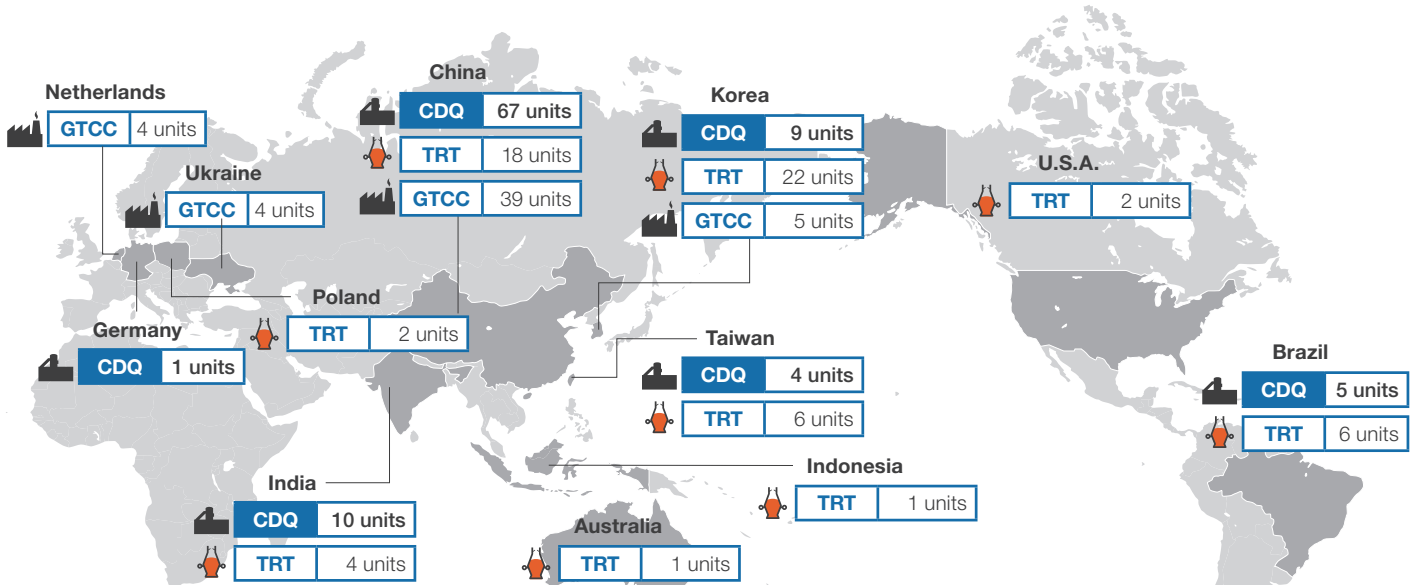 Netherlands
GTCC 4 units
Ukraine
GTCC 4 units
China
CDQ 67 units
TRT 18 units
GTCC 39 units
Korea
CDQ 9 units
TRT 22 units
GTCC 5 units
U.S.A.
TRT 2 units
Poland
TRT 2 units
Germany
CDQ 1 units
Taiwan
CDQ 4 units
TRT 6 units
Brazil
CDQ 5 units
TRT 6 units
India
CDQ 10 units
TRT 4 units
Indonesia
TRT 1 units
Australia
TRT 1 units